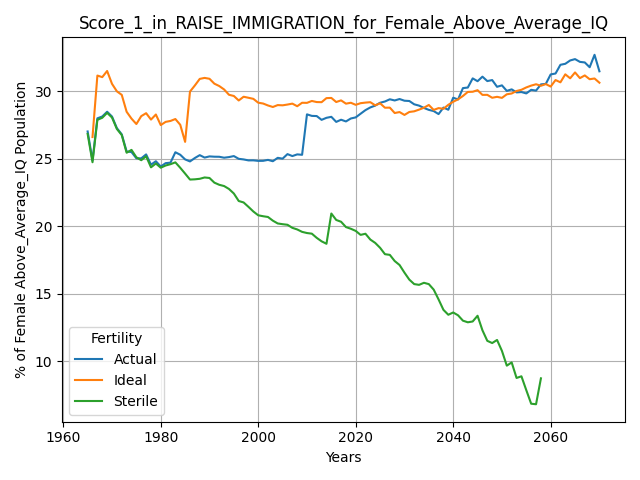 Score_1_in_RAISE_IMMIGRATION_for_Female_Above_Average_IQ
% of Female Above_Average_IQ Population
30
25
20
15
10
Fertility
Actual
Ideal
Sterile
1960
1980
2000
2020
2040
2060
Years